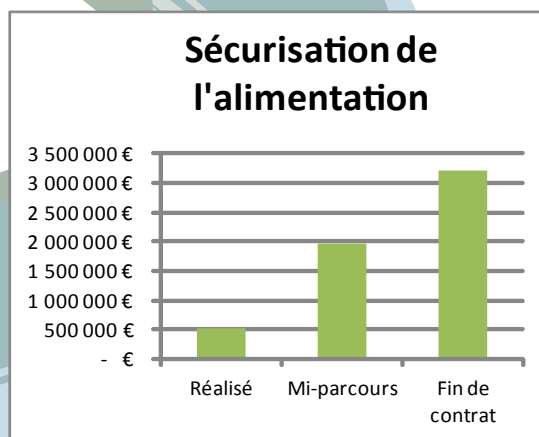 Sécurisation de
l'alimentation
3 500 000 €
3 000 000 €
2 500 000 €
2 000 000 €
1 500 000 €
1 000 000 €
500 000 €
- €
Réalisé
Mi-parcours
Fin de
contrat